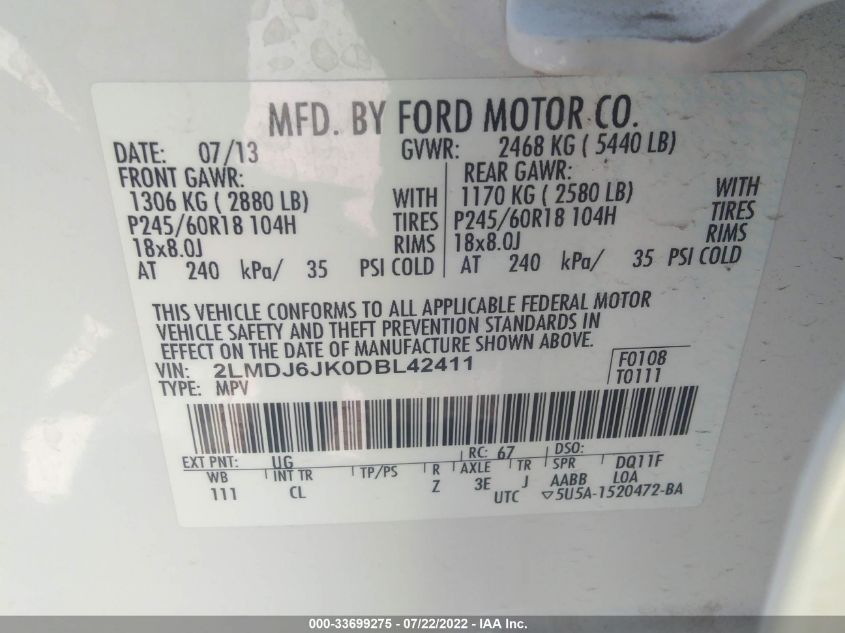 MFD. BY FORD MOTOR CO.
DATE: 07/13 GVWR: 2468 KG ( 5440 LB)
FRONT GAWR: REAR GAWR:
1306 KG ( 2880 LB) WITH 1170 KG ( 2580 LB) WITH
P245/60R18 104H TIRES P245/60R18 104H TIRES
18x8.0J RIMS 18x8.0J RIMS
AT 240 kPa/ 35 PSI COLD AT 240 kPa/ 35 PSI COLD
THIS VEHICLE CONFORMS TO ALL APPLICABLE FEDERAL MOTOR
VEHICLE SAFETY AND THEFT PREVENTION STANDARDS IN
EFFECT ON THE DATE OF MANUFACTURE SHOWN ABOVE.
VIN: 2LMDJ6JK0DBL42411 F0108
TYPE: MPV T0111
EXT PNT: UG RC: 67 DSO:
WB INT TR TP/PS R AXLE TR SPR DQ11F
111 CL Z 3E J AABB LOA
UTC ▽5U5A-1520472-BA
000-33699275 - 07/22/2022 - IAA Inc.